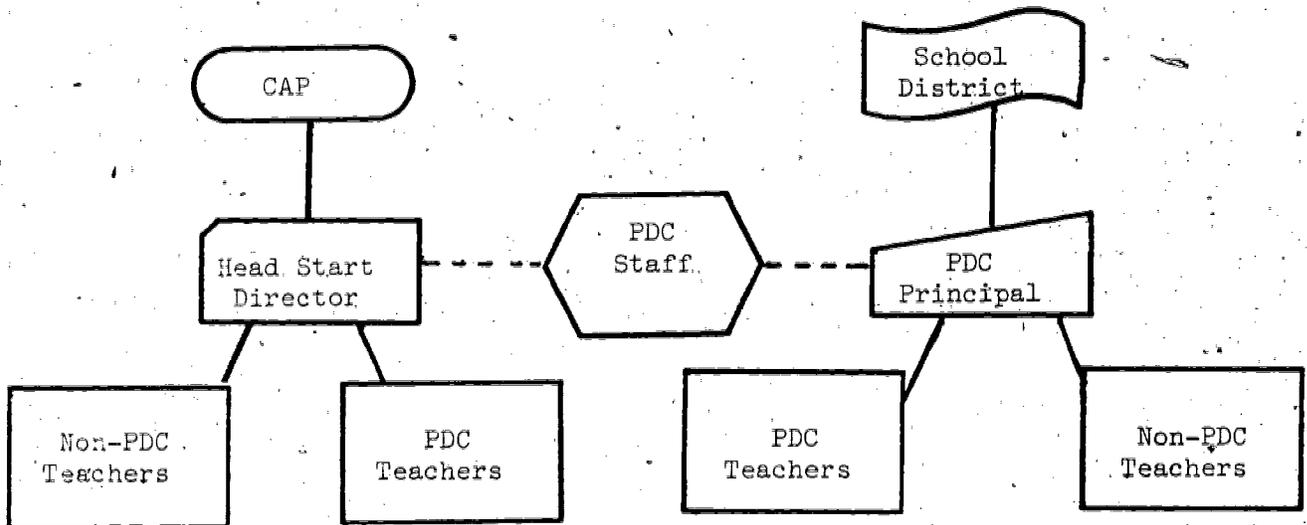 CAP
School
District
Head Start
Director
PDC
Staff
PDC
Principal
Non-PDC
Teachers
PDC
Teachers
PDC
Teachers
Non-PDC
Teachers